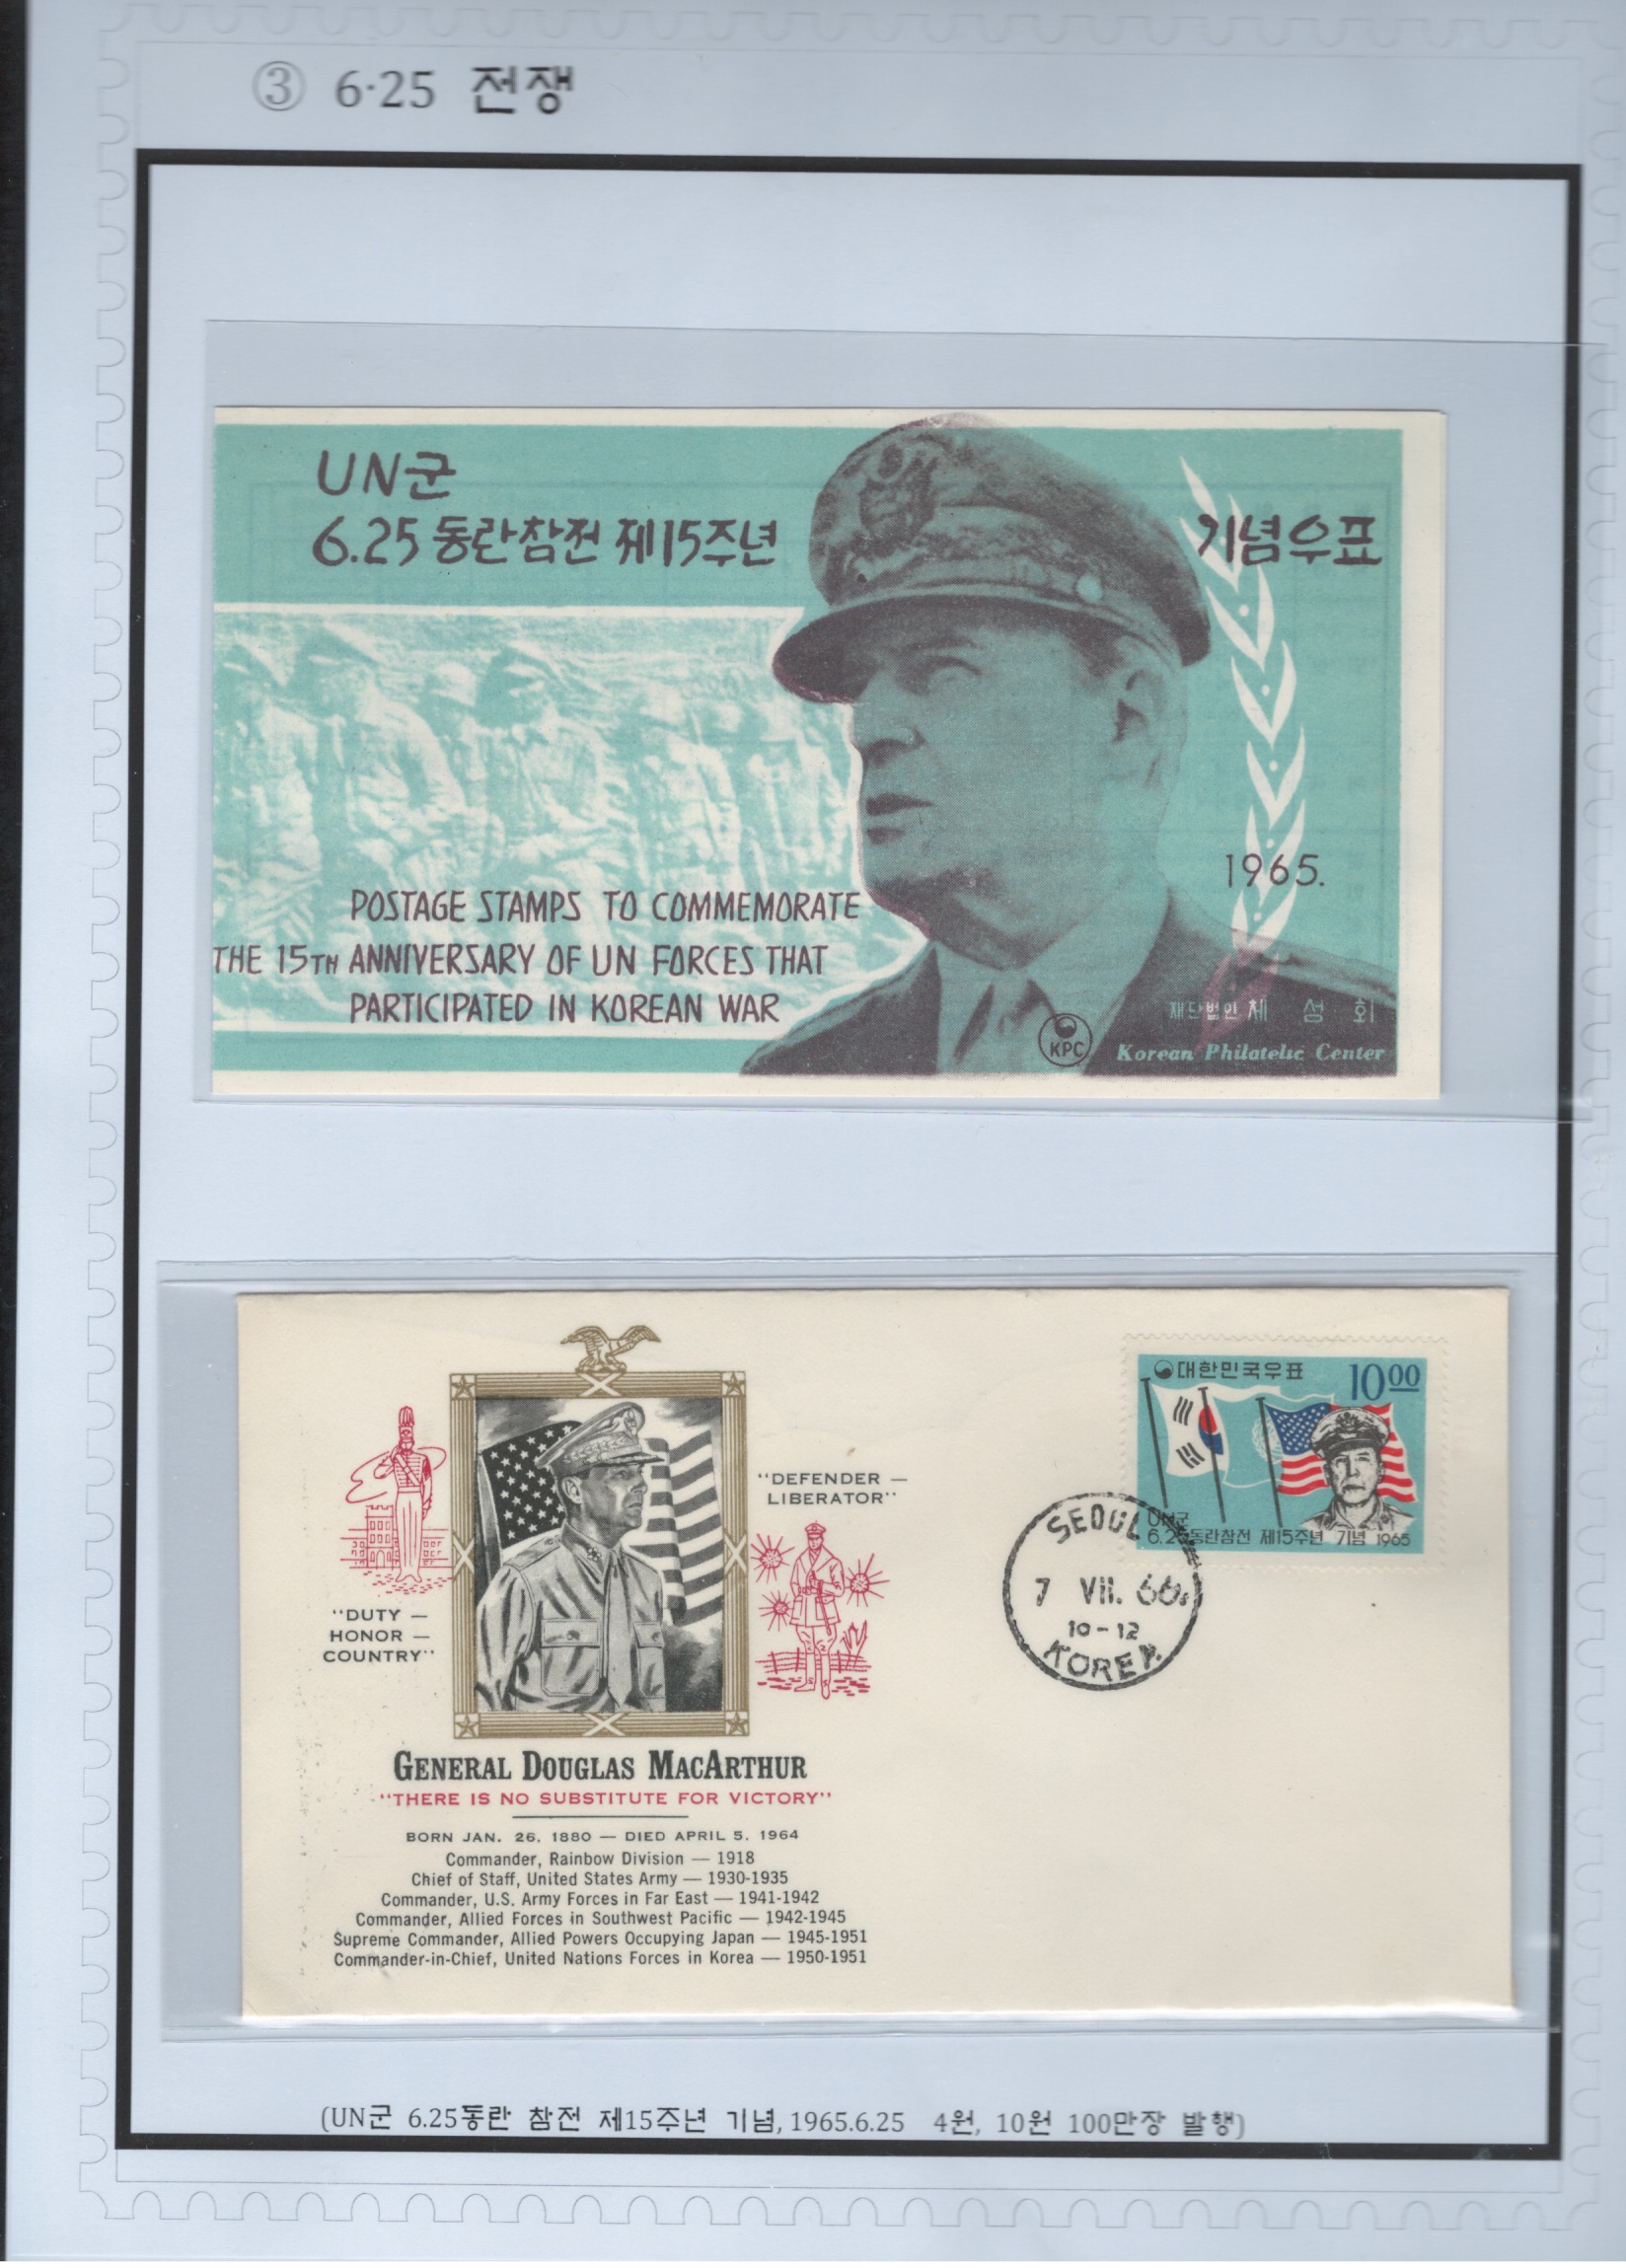 ③ 6·25 전쟁
UN군
6.25 동란참전 제15주년 기념우표
1965.
POSTAGE STAMPS TO COMMEMORATE
THE 15TH ANNIVERSARY OF UN FORCES THAT
PARTICIPATED IN KOREAN WAR
재단법인 체 성 회
KPC
Korean Philatelic Center
대한민국우표 1000
UN군
6.25동란참전 제15주년 기념 1965
SEOUL
7 VII. 66.
10-12
KOREA
"DEFENDER —
LIBERATOR"
"DUTY —
HONOR —
COUNTRY"
GENERAL DOUGLAS MACARTHUR
"THERE IS NO SUBSTITUTE FOR VICTORY"
BORN JAN. 26, 1880 — DIED APRIL 5, 1964
Commander, Rainbow Division — 1918
Chief of Staff, United States Army — 1930-1935
Commander, U.S. Army Forces in Far East — 1941-1942
Commander, Allied Forces in Southwest Pacific — 1942-1945
Supreme Commander, Allied Powers Occupying Japan — 1945-1951
Commander-in-Chief, United Nations Forces in Korea — 1950-1951
(UN군 6.25동란 참전 제15주년 기념, 1965.6.25 4원, 10원 100만장 발행)